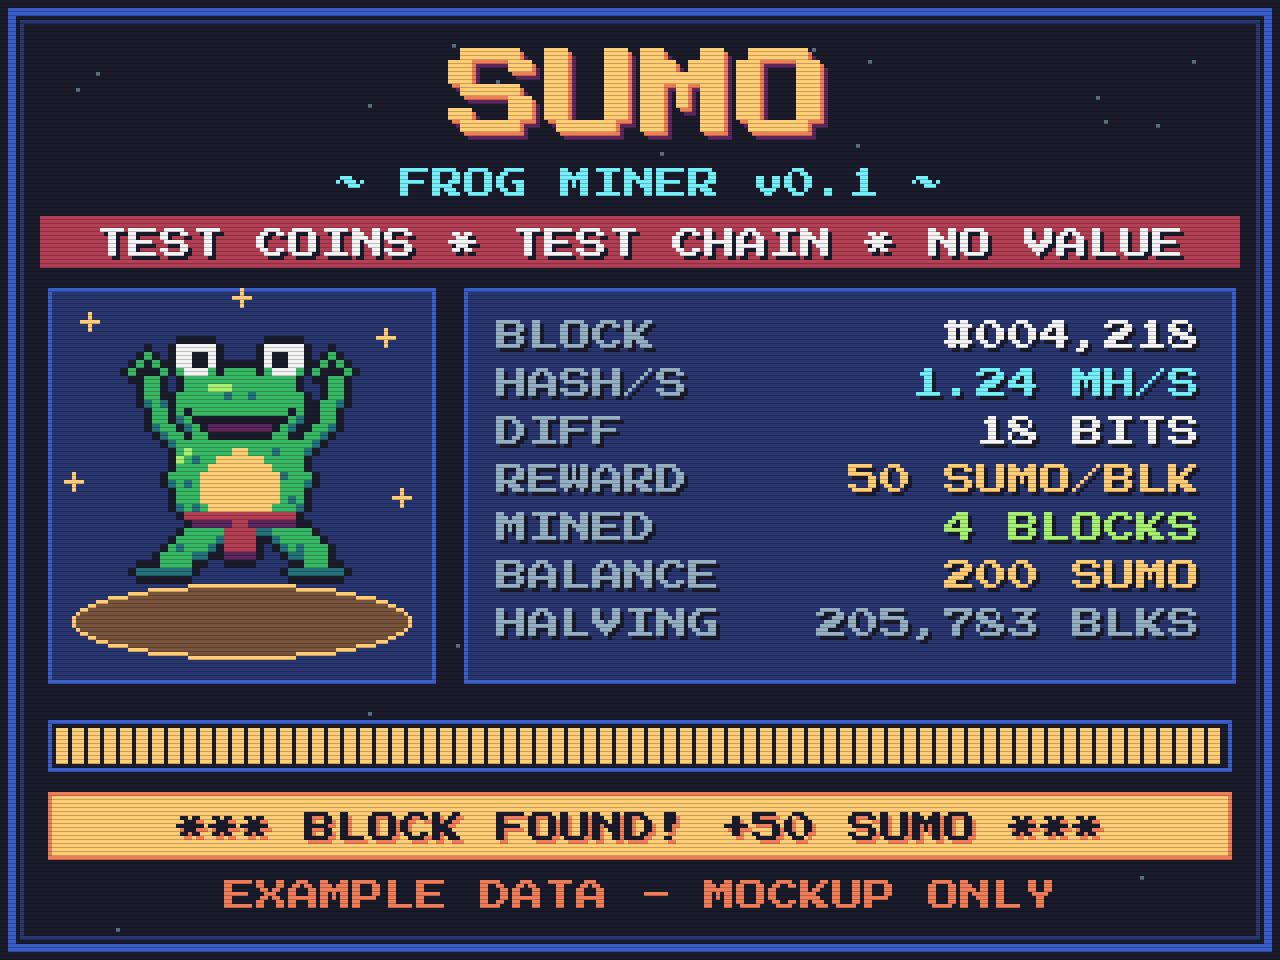 SUMO
~ FROG MINER v0.1 ~
TEST COINS * TEST CHAIN * NO VALUE
BLOCK #004,218
HASH/S 1.24 MH/S
DIFF 18 BITS
REWARD 50 SUMO/BLK
MINED 4 BLOCKS
BALANCE 200 SUMO
HALVING 205,783 BLKS
*** BLOCK FOUND! +50 SUMO ***
EXAMPLE DATA - MOCKUP ONLY